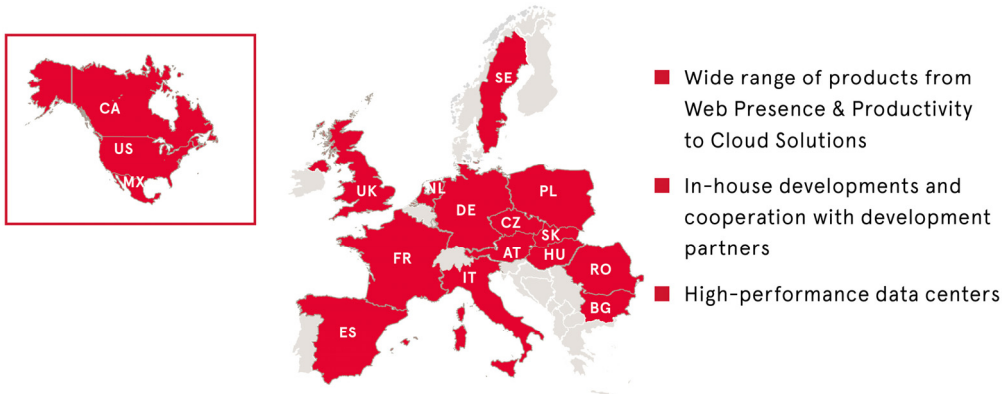 CA
US
MX
SE
UK
NL
DE
PL
CZ
SK
AT
HU
FR
IT
RO
BG
ES
Wide range of products from
Web Presence & Productivity
to Cloud Solutions
In-house developments and
cooperation with development
partners
High-performance data centers